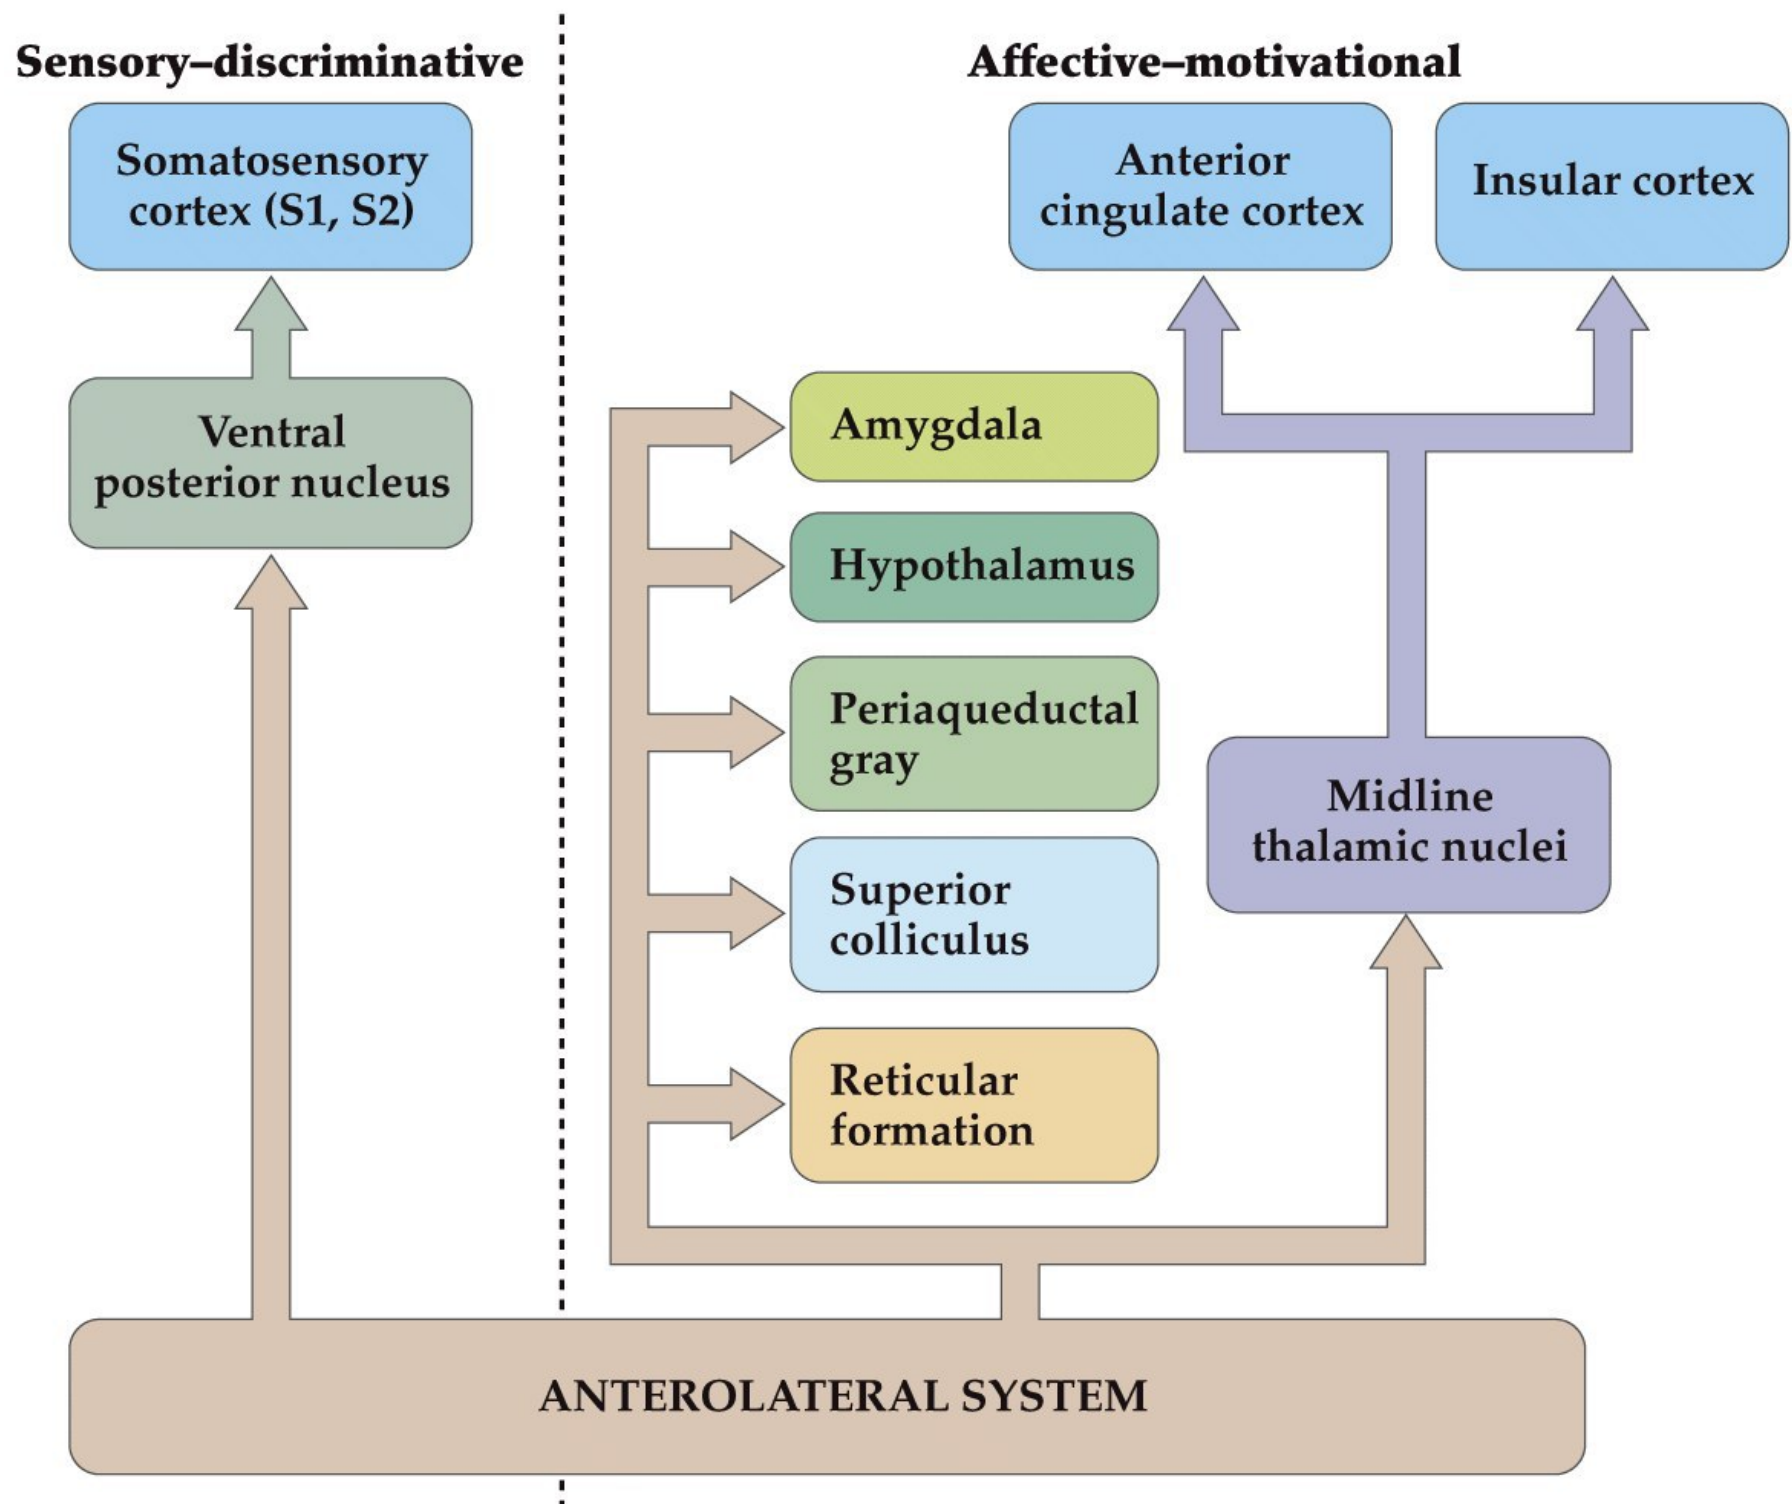 Sensory–discriminative
Affective–motivational
Somatosensory
cortex (S1, S2)
Anterior
cingulate cortex
Insular cortex
Ventral
posterior nucleus
Amygdala
Hypothalamus
Periaqueductal
gray
Midline
thalamic nuclei
Superior
colliculus
Reticular
formation
ANTEROLATERAL SYSTEM